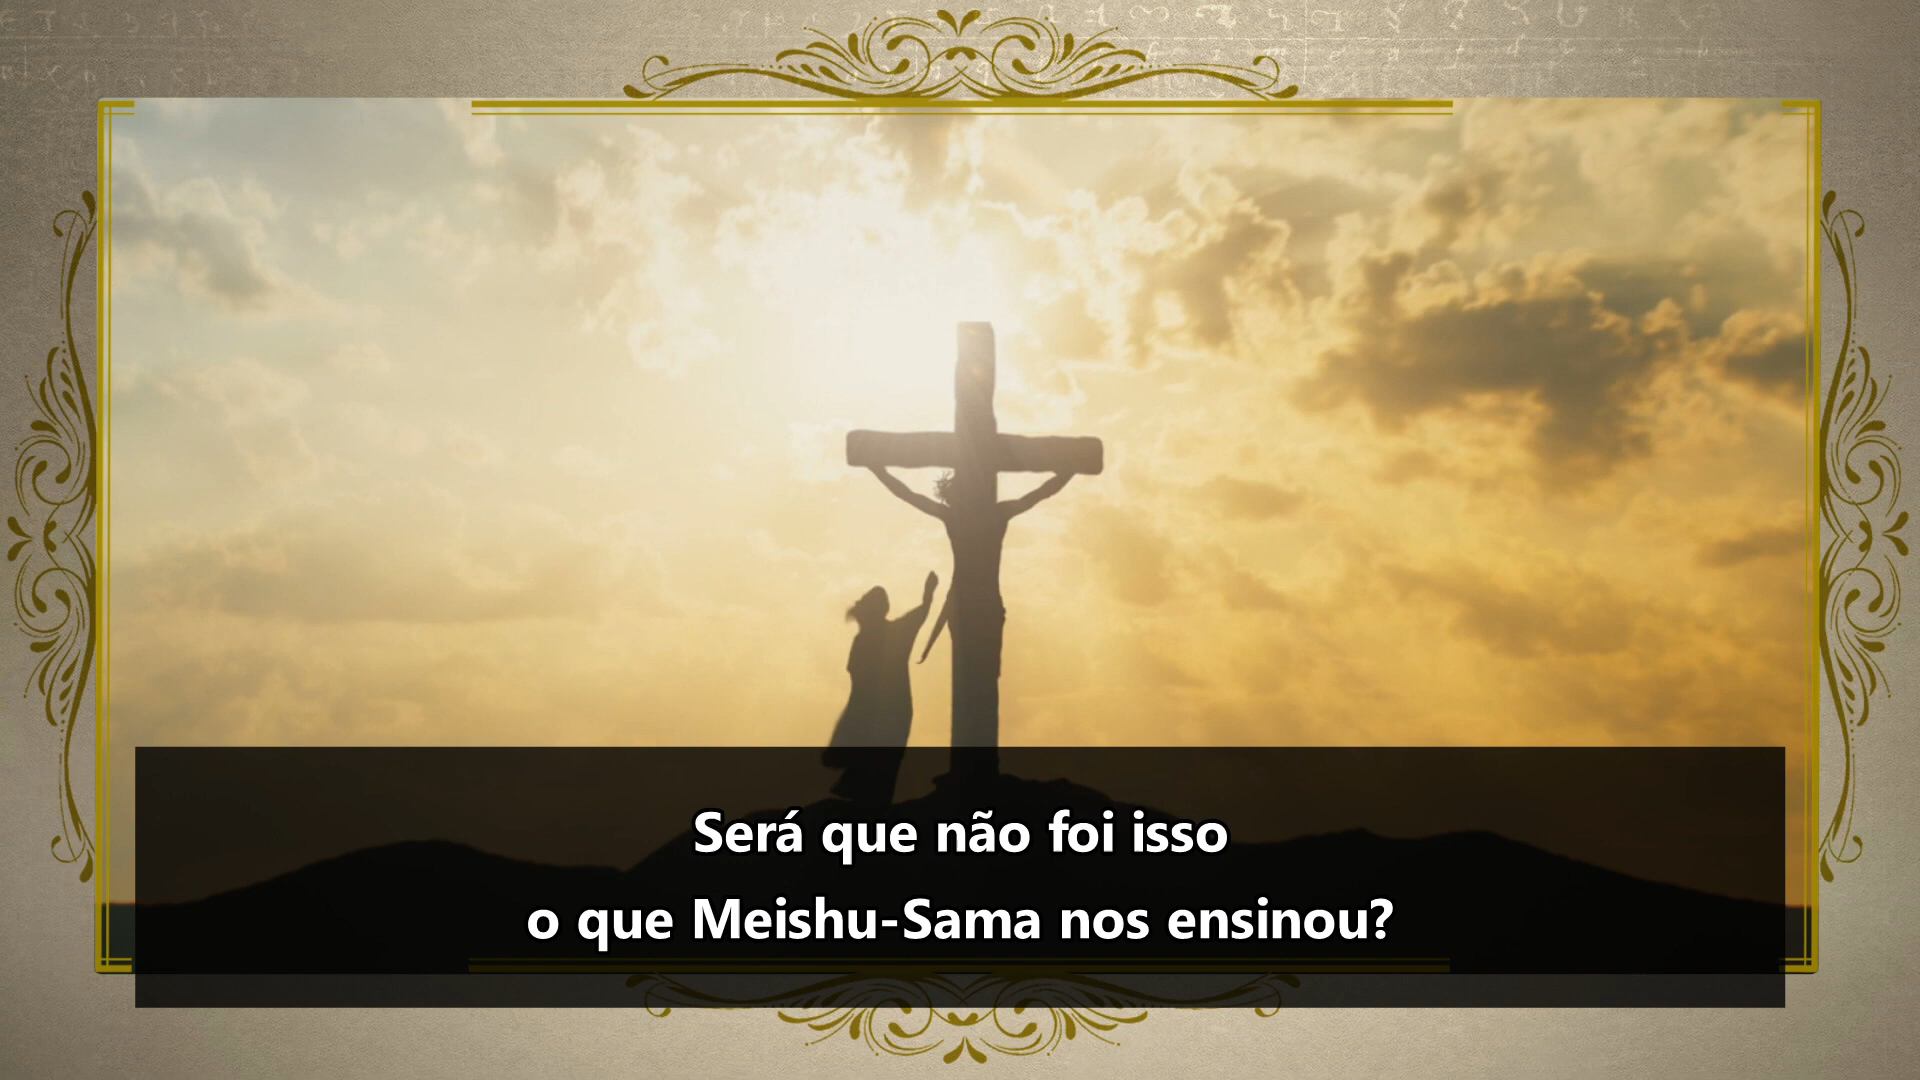 Será que não foi isso
o que Meishu-Sama nos ensinou?